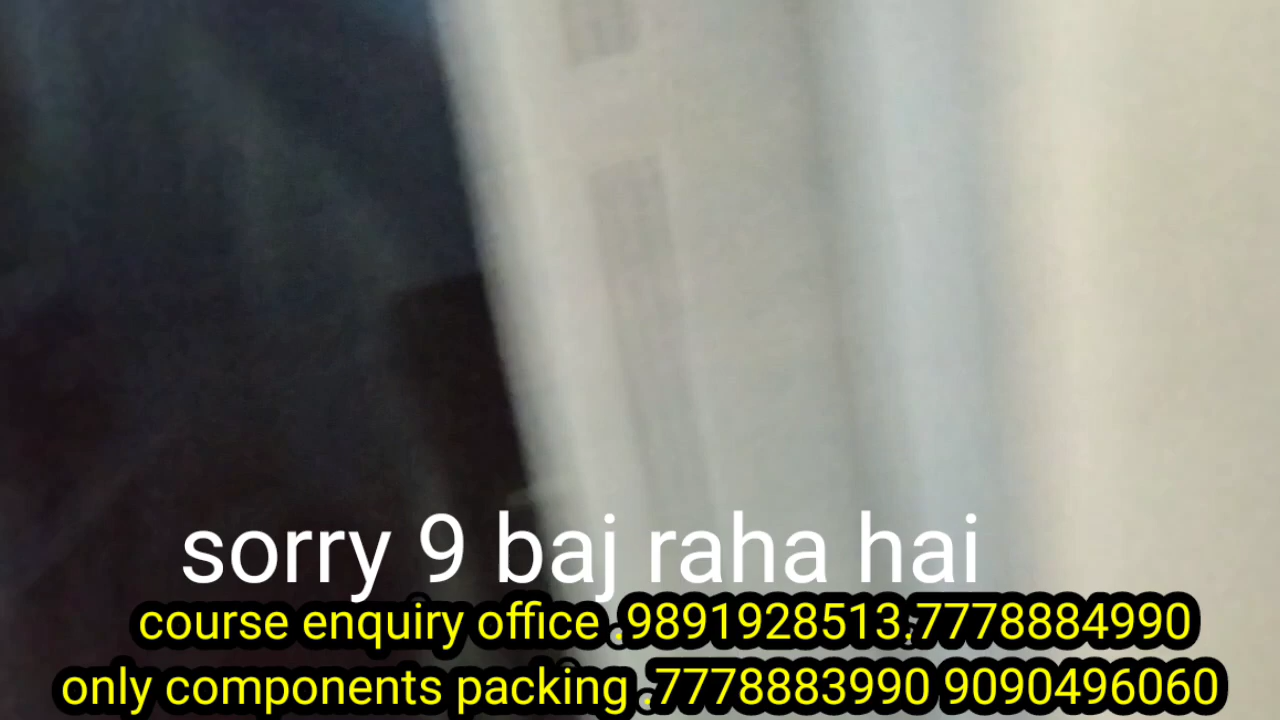 sorry 9 baj raha hai
course enquiry office .9891928513,7778884990
only components packing .7778883990 9090496060